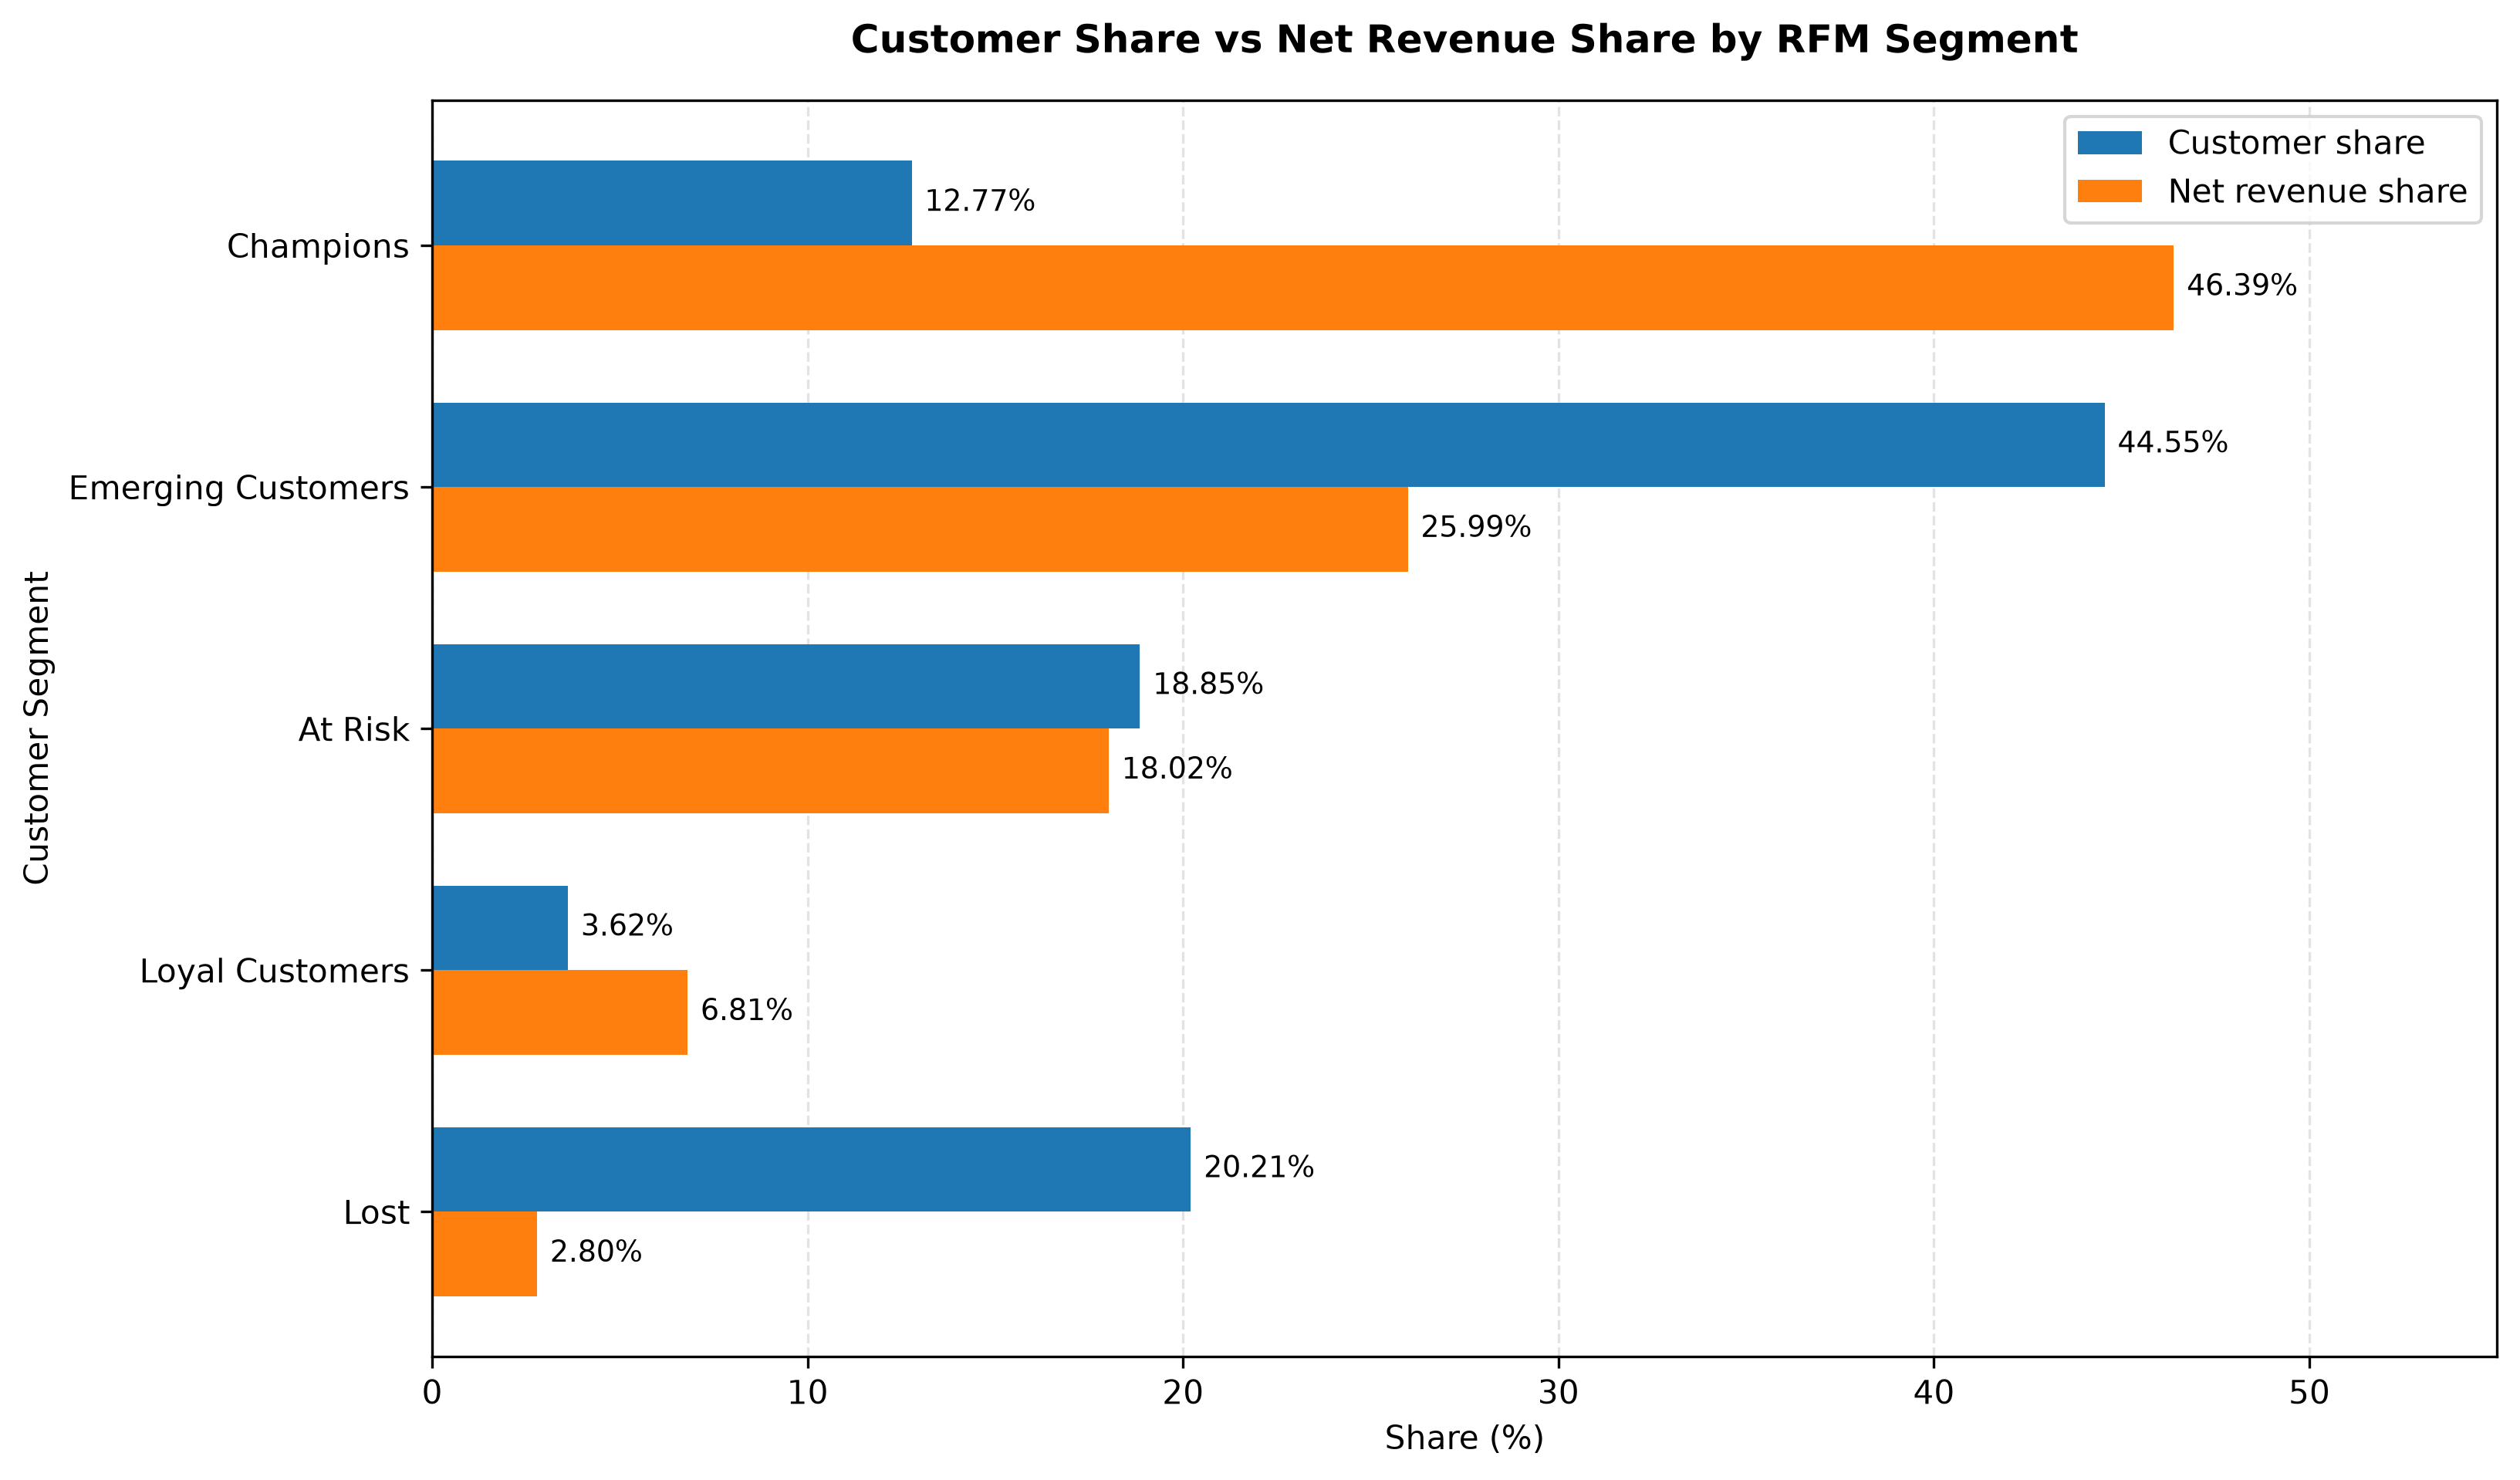 Customer Share vs Net Revenue Share by RFM Segment
Customer share
Net revenue share
Customer Segment
Champions
12.77%
46.39%
Emerging Customers
44.55%
25.99%
At Risk
18.85%
18.02%
Loyal Customers
3.62%
6.81%
Lost
20.21%
2.80%
0 10 20 30 40 50
Share (%)